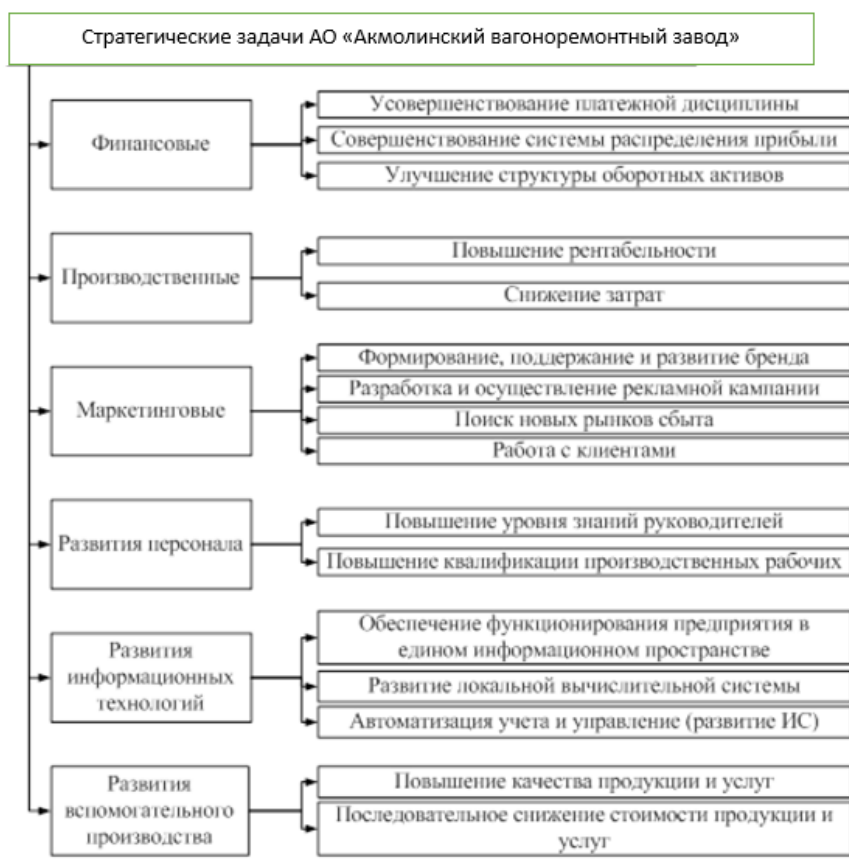 Стратегические задачи АО «Акмолинский вагоноремонтный завод»
Финансовые
Усовершенствование платежной дисциплины
Совершенствование системы распределения прибыли
Улучшение структуры оборотных активов
Производственные
Повышение рентабельности
Снижение затрат
Маркетинговые
Формирование, поддержание и развитие бренда
Разработка и осуществление рекламной кампании
Поиск новых рынков сбыта
Работа с клиентами
Развития персонала
Повышение уровня знаний руководителей
Повышение квалификации производственных рабочих
Развития
информационных
технологий
Обеспечение функционирования предприятия в
едином информационном пространстве
Развитие локальной вычислительной системы
Автоматизация учета и управление (развитие ИС)
Развития
вспомогательного
производства
Повышение качества продукции и услуг
Последовательное снижение стоимости продукции и
услуг